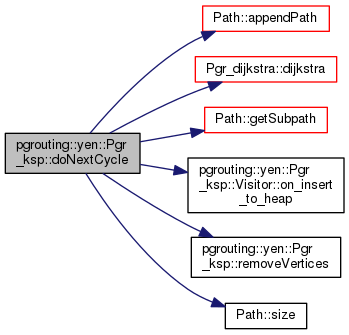 pgrouting::yen::Pgr
_ksp::doNextCycle
Path::appendPath
Pgr_dijkstra::dijkstra
Path::getSubpath
pgrouting::yen::Pgr
_ksp::Visitor::on_insert
_to_heap
pgrouting::yen::Pgr
_ksp::removeVertices
Path::size